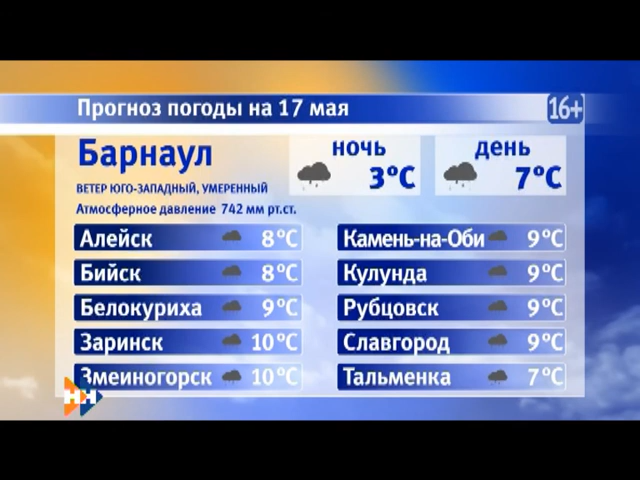 Прогноз погоды на 17 мая 16+
Барнаул
ночь
3°C
день
7°C
ВЕТЕР ЮГО-ЗАПАДНЫЙ, УМЕРЕННЫЙ
Атмосферное давление 742 мм рт.ст.
Алейск 8°C
Бийск 8°C
Белокуриха 9°C
Заринск 10°C
Змеиногорск 10°C
Камень-на-Оби 9°C
Кулунда 9°C
Рубцовск 9°C
Славгород 9°C
Тальменка 7°C
НН